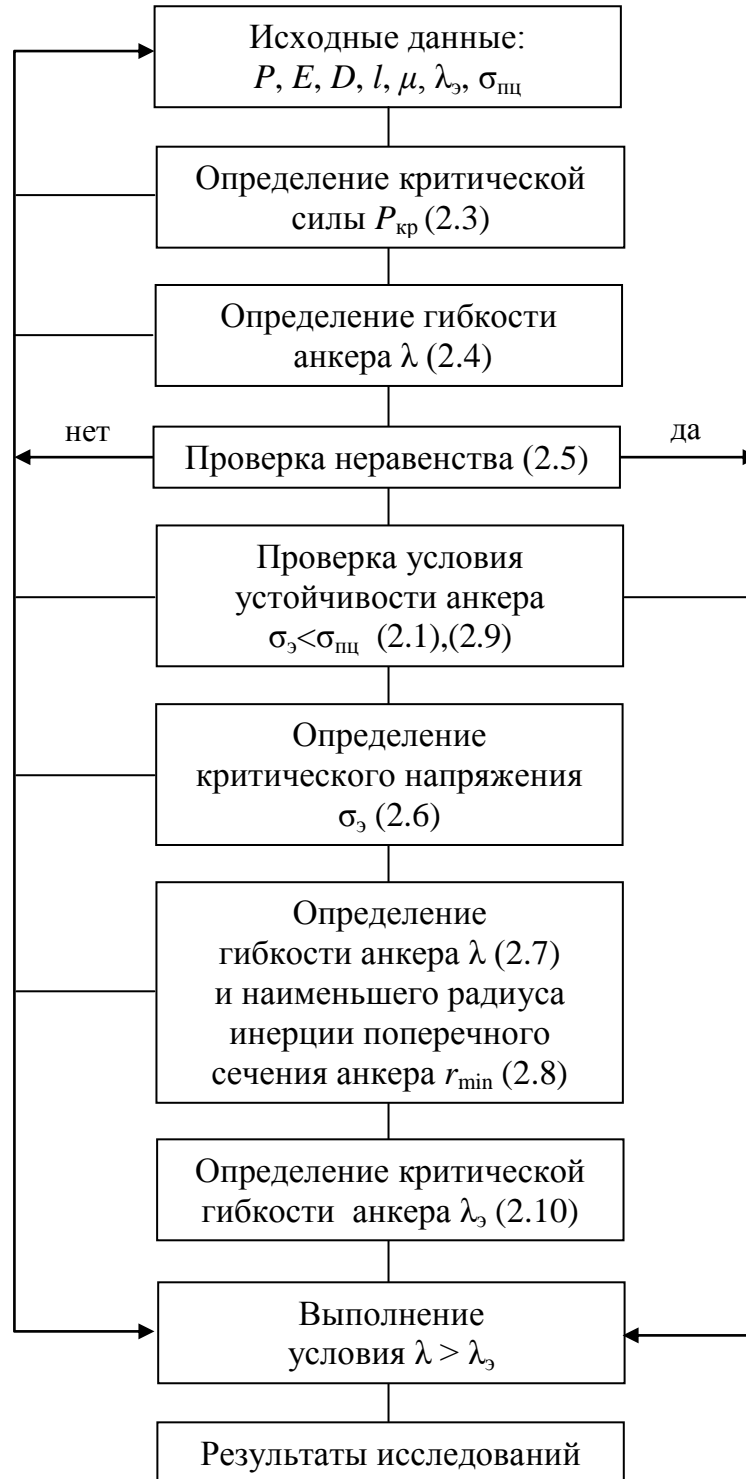 Исходные данные:
P, E, D, l, μ, λэ, σпц
Определение критической
силы Pкр (2.3)
Определение гибкости
анкера λ (2.4)
нет
Проверка неравенства (2.5)
да
Проверка условия
устойчивости анкера
σэ<σпц (2.1),(2.9)
Определение
критического напряжения
σэ (2.6)
Определение
гибкости анкера λ (2.7)
и наименьшего радиуса
инерции поперечного
сечения анкера rmin (2.8)
Определение критической
гибкости анкера λэ (2.10)
Выполнение
условия λ > λэ
Результаты исследований